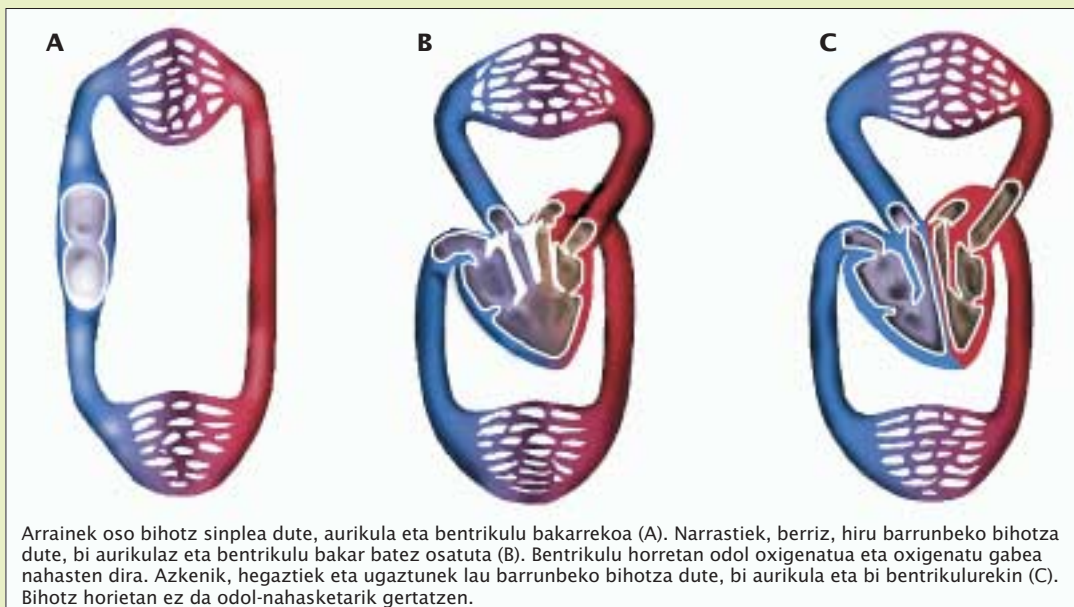 A
B
C
Arrainek oso bihotz sinplea dute, aurikula eta bentrikulu bakarrekoa (A). Narrastiek, berriz, hiru barrunbeko bihotza
dute, bi aurikulaz eta bentrikulu bakar batez osatuta (B). Bentrikulu horretan odol oxigenatua eta oxigenatu gabea
nahasten dira. Azkenik, hegaztiek eta ugaztunek lau barrunbeko bihotza dute, bi aurikula eta bi bentrikulurekin (C).
Bihotz horietan ez da odol-nahasketarik gertatzen.